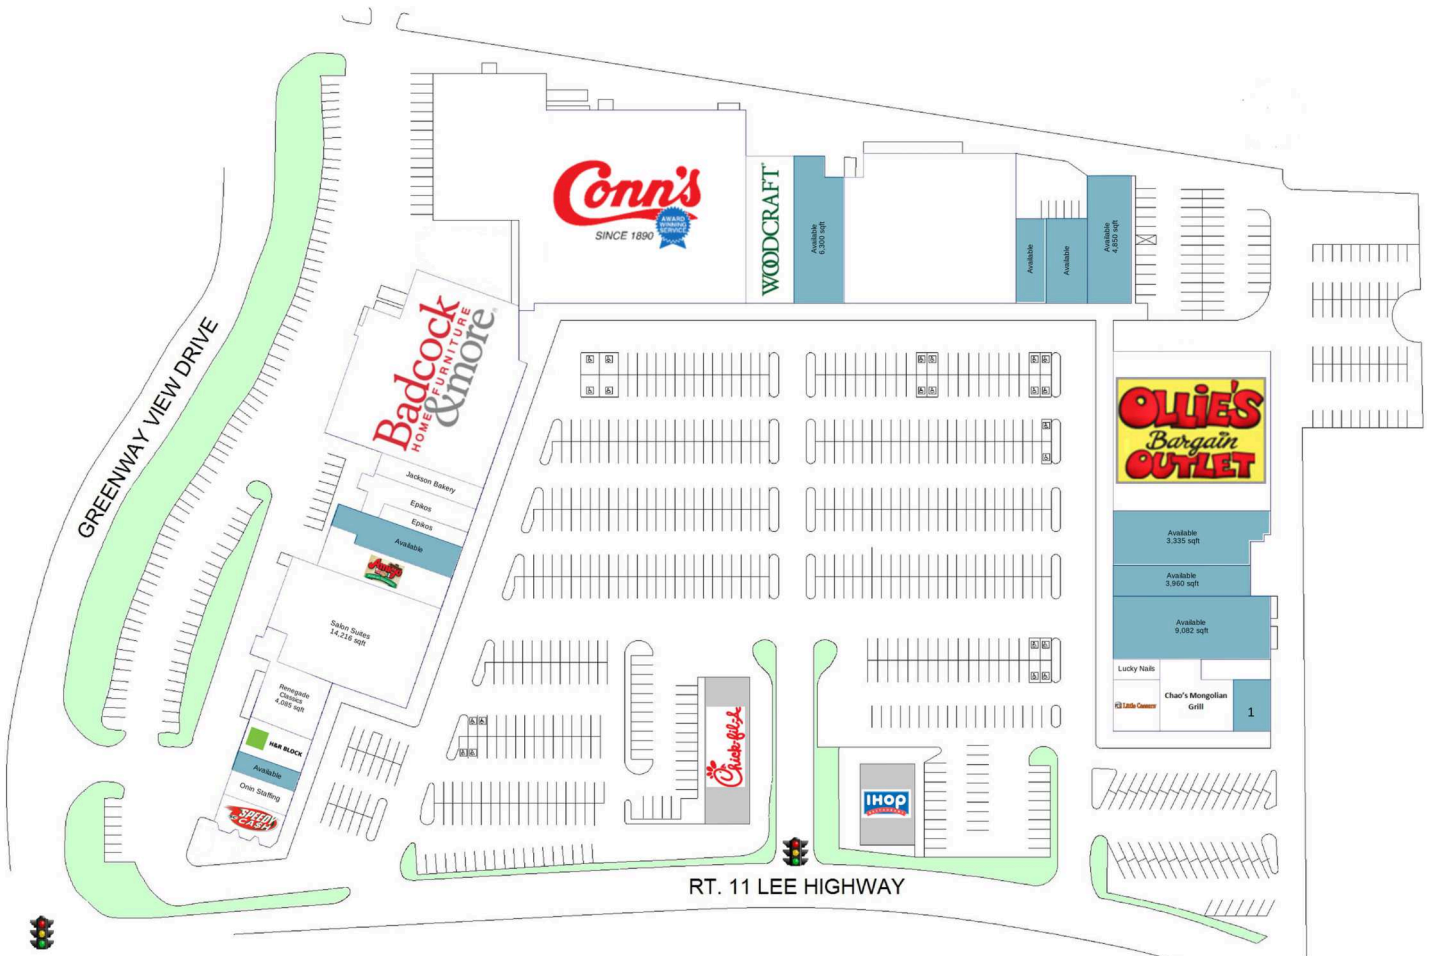 Conn's
AWARD
WINNING
SERVICE
SINCE 1890
WOODCRAFT
Available
6,300 sqft
Available
Available
Available
4,850 sqft
GREENWAY VIEW DRIVE
Badcock
HOME FURNITURE
&more
Jackson Bakery
Epikos
Epikos
Available
Salon Suites
14,216 sqft
Renegade
Classics
4,085 sqft
H&R BLOCK
Available
Onin Staffing
SPEEDY
CASH
OLLIE'S
Bargain
OUTLET
Available
3,335 sqft
Available
3,960 sqft
Available
9,082 sqft
Lucky Nails
Little Caesars
Chao's Mongolian
Grill
1
Chick-fil-A
IHOP
RT. 11 LEE HIGHWAY